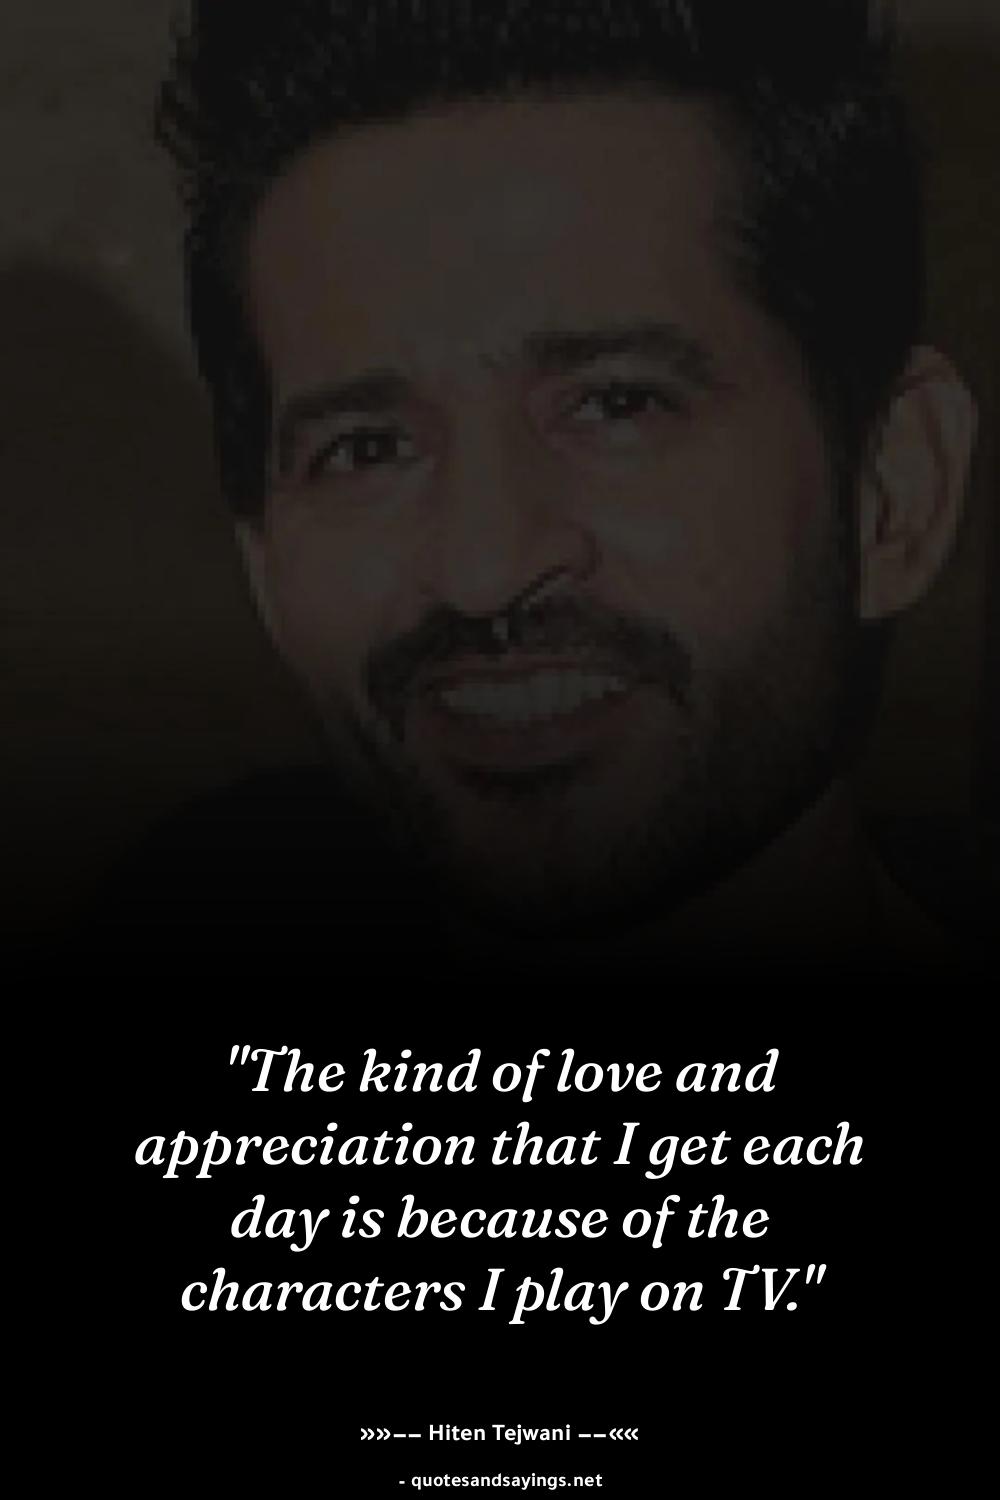 "The kind of love and
appreciation that I get each
day is because of the
characters I play on TV."
»»–– Hiten Tejwani ––««
- quotesandsayings.net